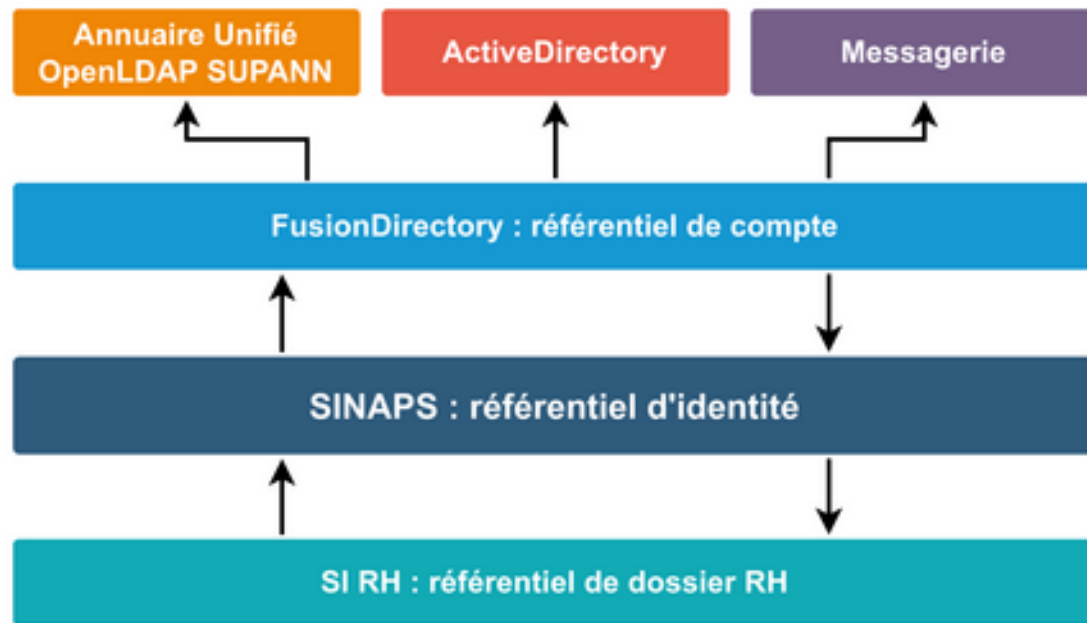 Annuaire Unifié
OpenLDAP SUPANN
ActiveDirectory
Messagerie
FusionDirectory : référentiel de compte
SINAPS : référentiel d'identité
SI RH : référentiel de dossier RH